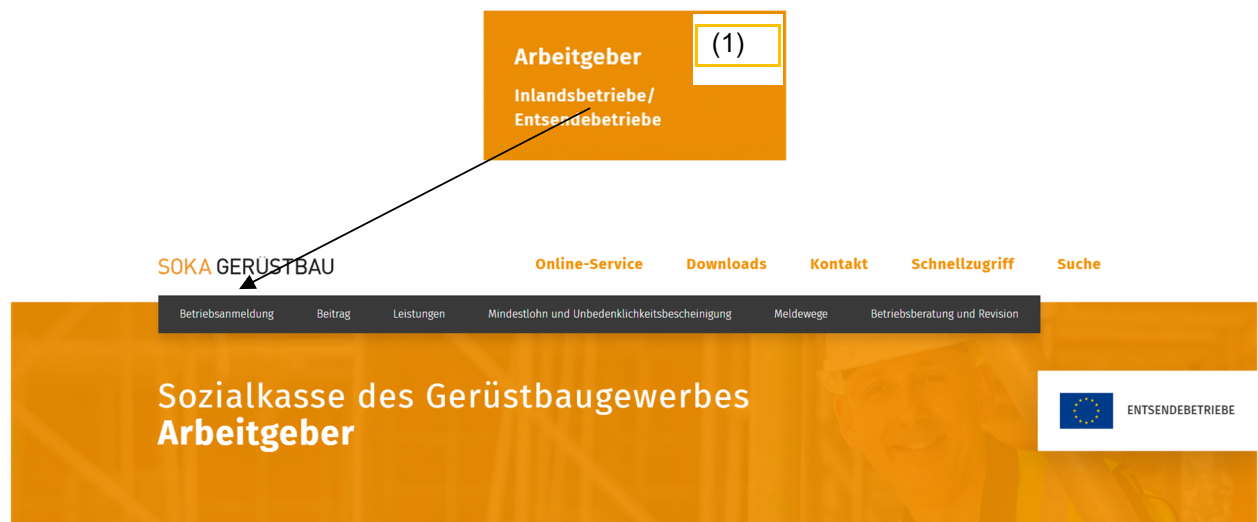 Arbeitgeber
(1)
Inlandsbetriebe/
Entsendebetriebe
SOKA GERÜSTBAU
Online-Service Downloads Kontakt Schnellzugriff Suche
Betriebsanmeldung Beitrag Leistungen Mindestlohn und Unbedenklichkeitsbescheinigung Meldewege Betriebsberatung und Revision
Sozialkasse des Gerüstbaugewerbes
Arbeitgeber
ENTSENDEBETRIEBE